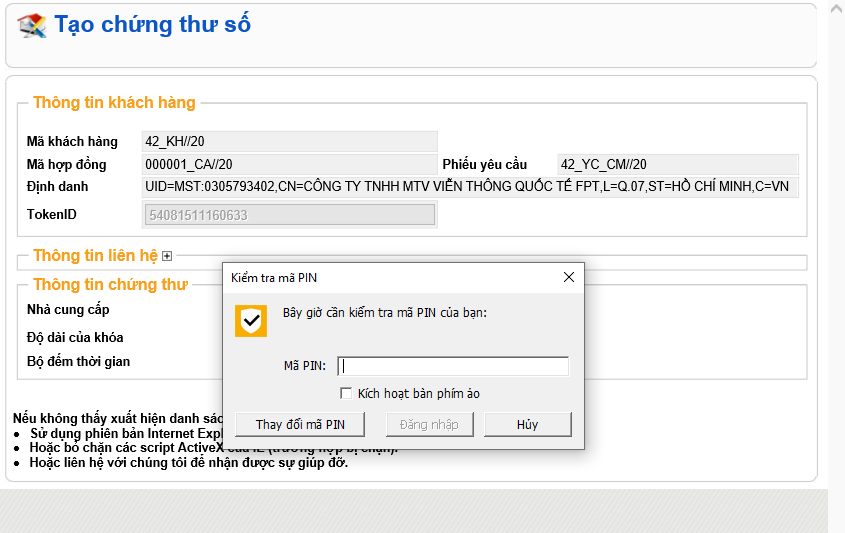 Tạo chứng thư số
Thông tin khách hàng
Mã khách hàng 42_KH//20
Mã hợp đồng 000001_CA//20 Phiếu yêu cầu 42_YC_CM//20
Định danh UID=MST:0305793402,CN=CÔNG TY TNHH MTV VIỄN THÔNG QUỐC TẾ FPT,L=Q.07,ST=HỒ CHÍ MINH,C=VN
TokenID 54081511160633
Thông tin liên hệ
Thông tin chứng thư
Nhà cung cấp
Độ dài của khóa
Bộ đếm thời gian
Kiểm tra mã PIN
Bây giờ cần kiểm tra mã PIN của bạn:
Mã PIN:
Kích hoạt bàn phím ảo
Thay đổi mã PIN Đăng nhập Hủy
Nếu không thấy xuất hiện danh sác
Sử dụng phiên bản Internet Expl
Hoặc bỏ chặn các script ActiveX của IE (trường hợp bị chặn).
Hoặc liên hệ với chúng tôi để nhận được sự giúp đỡ.